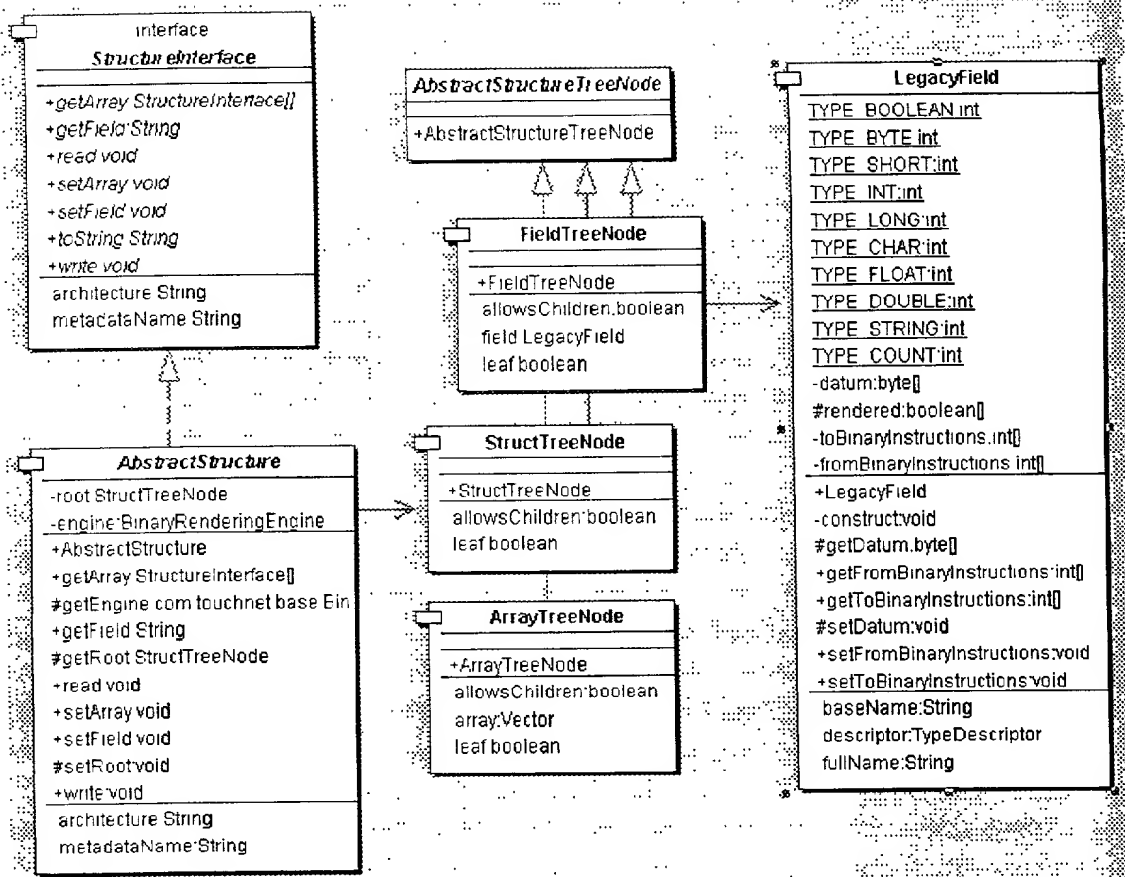 interface
StructureInterface
+getArray StructureInterface[]
+getField:String
+read void
+setArray void
+setField void
+toString String
+write void
architecture String
metadataName String
AbstractStructure
-root StructTreeNode
-engine:BinaryRenderingEngine
+AbstractStructure
+getArray StructureInterface[]
#getEngine com touchnet base Bin
+getField String
#getRoot StructTreeNode
+read void
+setArray void
+setField void
#setRoot:void
+write void
architecture String
metadataName:String
AbstractStructureTreeNode
+AbstractStructureTreeNode
FieldTreeNode
+FieldTreeNode
allowsChildren.boolean
field LegacyField
leaf boolean
StructTreeNode
+StructTreeNode
allowsChildren:boolean
leaf boolean
ArrayTreeNode
+ArrayTreeNode
allowsChildren:boolean
array:Vector
leaf boolean
LegacyField
TYPE_BOOLEAN int
TYPE_BYTE int
TYPE_SHORT:int
TYPE_INT:int
TYPE_LONG int
TYPE_CHAR int
TYPE_FLOAT int
TYPE_DOUBLE:int
TYPE_STRING int
TYPE_COUNT int
-datum:byte[]
#rendered:boolean[]
-toBinaryInstructions.int[]
-fromBinaryInstructions int[]
+LegacyField
-construct:void
#getDatum.byte[]
+getFromBinaryInstructions int[]
+getToBinaryInstructions:int[]
#setDatum:void
+setFromBinaryInstructions:void
+setToBinaryInstructions void
baseName:String
descriptor:TypeDescriptor
fullName:String